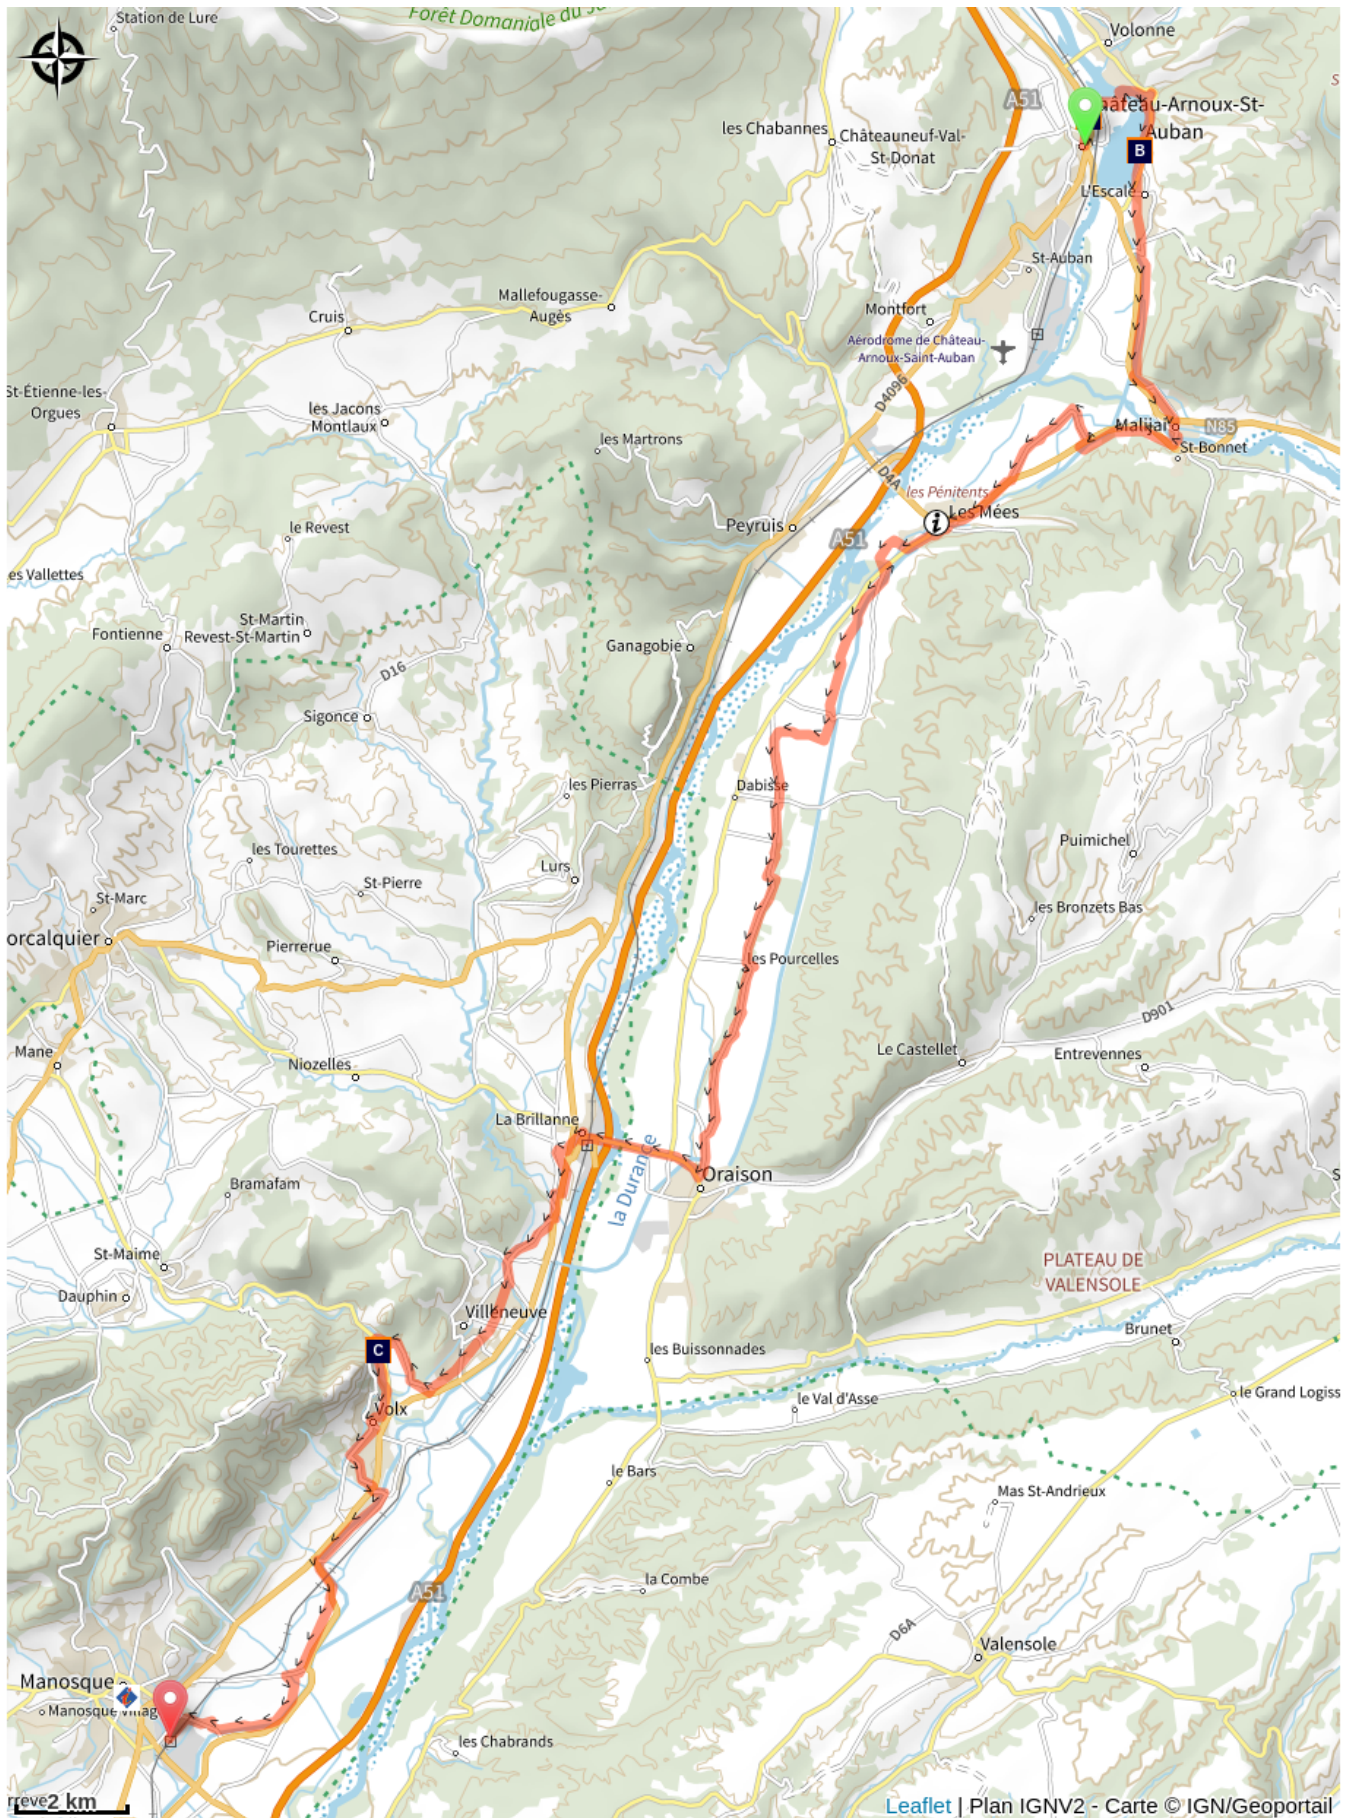 Forêt Domaniale du
Station de Lure
Volonne
A51
âteau-Arnoux-St-
Auban
les Chabannes
Châteauneuf-Val-
St-Donat
B
L'Escale
St-Auban
Mallefougasse-
Augès
Montfort
Cruis
Aérodrome de Château-
Arnoux-Saint-Auban
D4096
St-Étienne-les-
Orgues
les Jacons
Montlaux
les Martrons
Malijai
N85
St-Bonnet
D4A
les Pénitents
Les Mées
i
le Revest
Peyruis
A51
es Vallettes
St-Martin
Revest-St-Martin
Fontienne
Ganagobie
D16
Sigonce
les Pierras
Dabisse
les Tourettes
Puimichel
Lurs
St-Pierre
St-Marc
les Bronzets Bas
orcalquier
Pierrerue
les Pourcelles
D901
Mane
Niozelles
Le Castellet
Entrevennes
La Brillanne
la Durance
Oraison
Bramafam
St-Maime
PLATEAU DE
VALENSOLE
Dauphin
Villeneuve
Brunet
C
les Buissonnades
le Val d'Asse
le Grand Logiss
Volx
le Bars
Mas St-Andrieux
la Combe
A51
D6A
Valensole
Manosque
Manosque Villag
les Chabrands
rreve
2 km
Leaflet | Plan IGNV2 - Carte © IGN/Geoportail